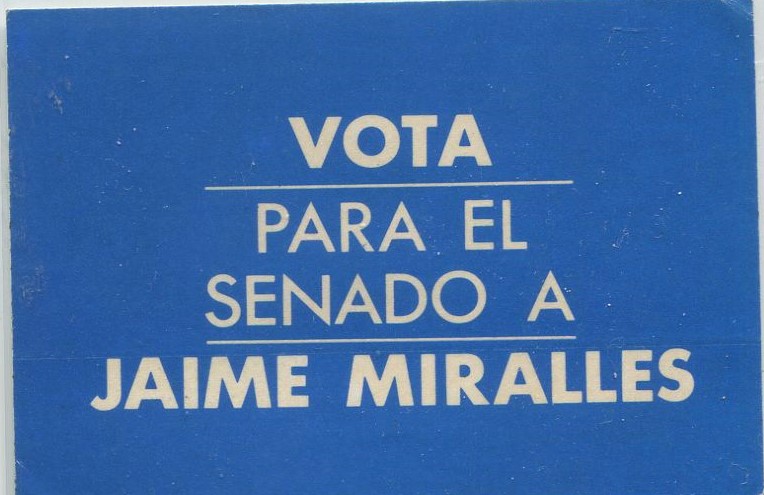 VOTA
PARA EL
SENADO A
JAIME MIRALLES